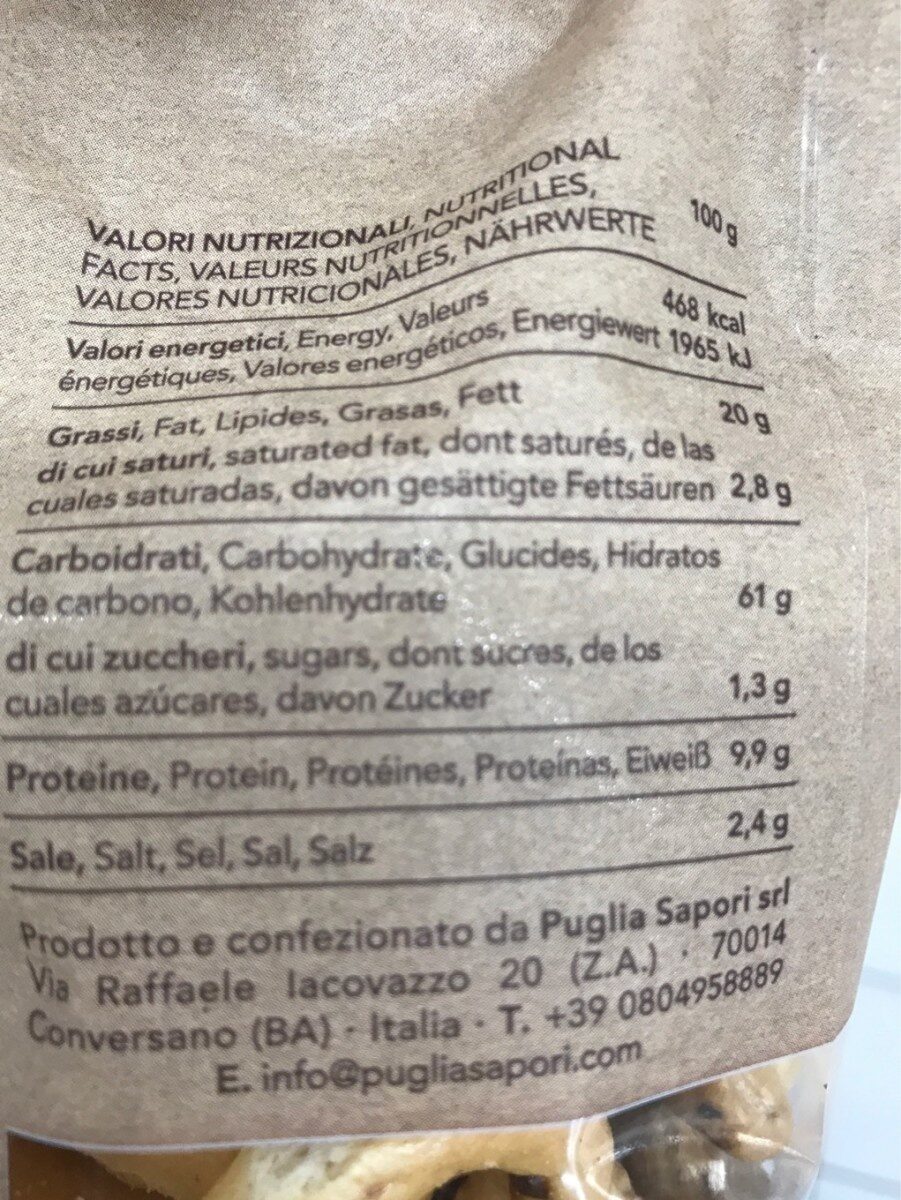 VALORI NUTRIZIONALI, NUTRITIONAL
FACTS, VALEURS NUTRITIONNELLES,
VALORES NUTRICIONALES, NÄHRWERTE 100 g
Valori energetici, Energy, Valeurs 468 kcal
énergétiques, Valores energéticos, Energiewert 1965 kJ
Grassi, Fat, Lipides, Grasas, Fett 20 g
di cui saturi, saturated fat, dont saturés, de las
cuales saturadas, davon gesättigte Fettsäuren 2,8 g
Carboidrati, Carbohydrate, Glucides, Hidratos
de carbono, Kohlenhydrate 61 g
di cui zuccheri, sugars, dont sucres, de los
cuales azúcares, davon Zucker 1,3 g
Proteine, Protein, Protéines, Proteínas, Eiweiß 9,9 g
Sale, Salt, Sel, Sal, Salz 2,4 g
Prodotto e confezionato da Puglia Sapori srl
Via Raffaele Iacovazzo 20 (Z.A.) · 70014
Conversano (BA) · Italia · T. +39 0804958889
E. info@pugliasapori.com